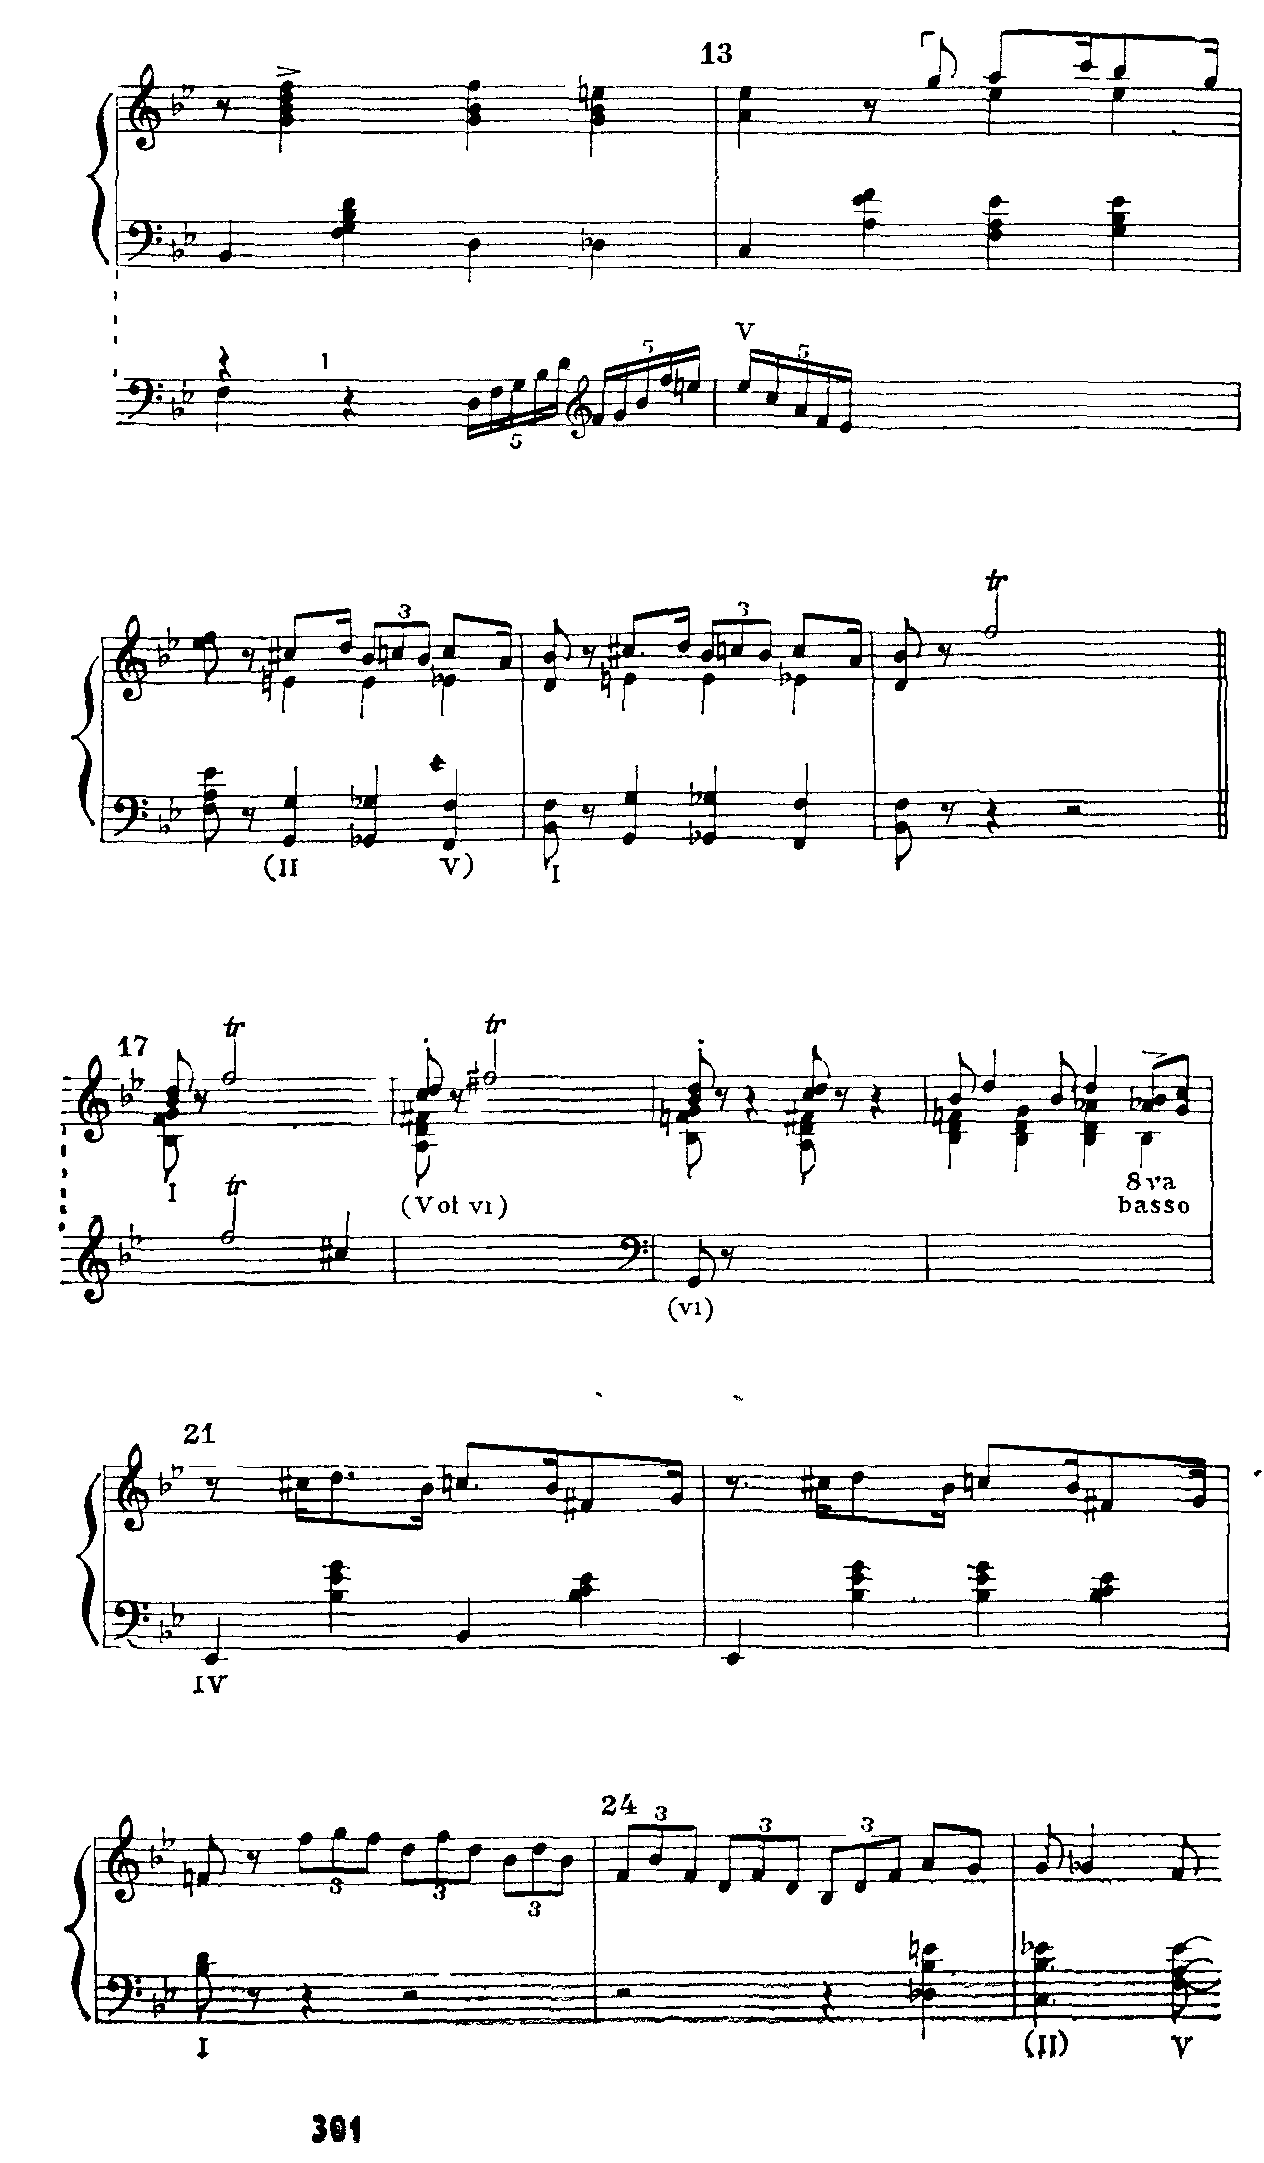 13
1
5
5
V
5
tr
3
3
(II V) I
17 tr tr
I (V of vi) 8va
basso
tr
(vi)
21
IV
24
3 3 3
3 3 3
I (II) V
301